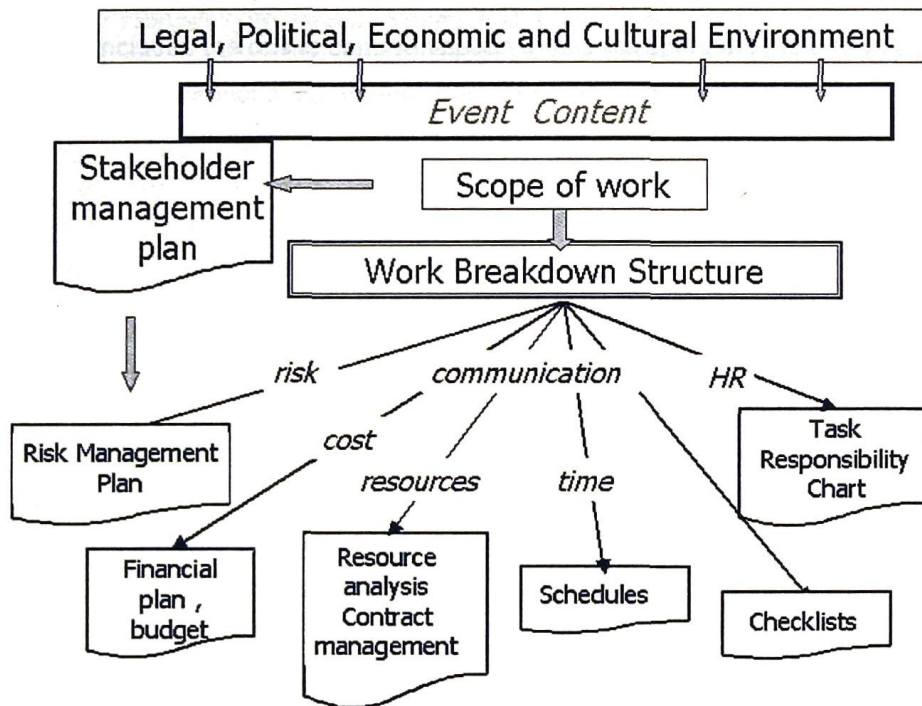 Legal, Political, Economic and Cultural Environment
Event Content
Stakeholder
management
plan
Scope of work
Work Breakdown Structure
risk
communication
HR
cost
resources
time
Risk Management
Plan
Task
Responsibility
Chart
Financial
plan ,
budget
Resource
analysis
Contract
management
Schedules
Checklists